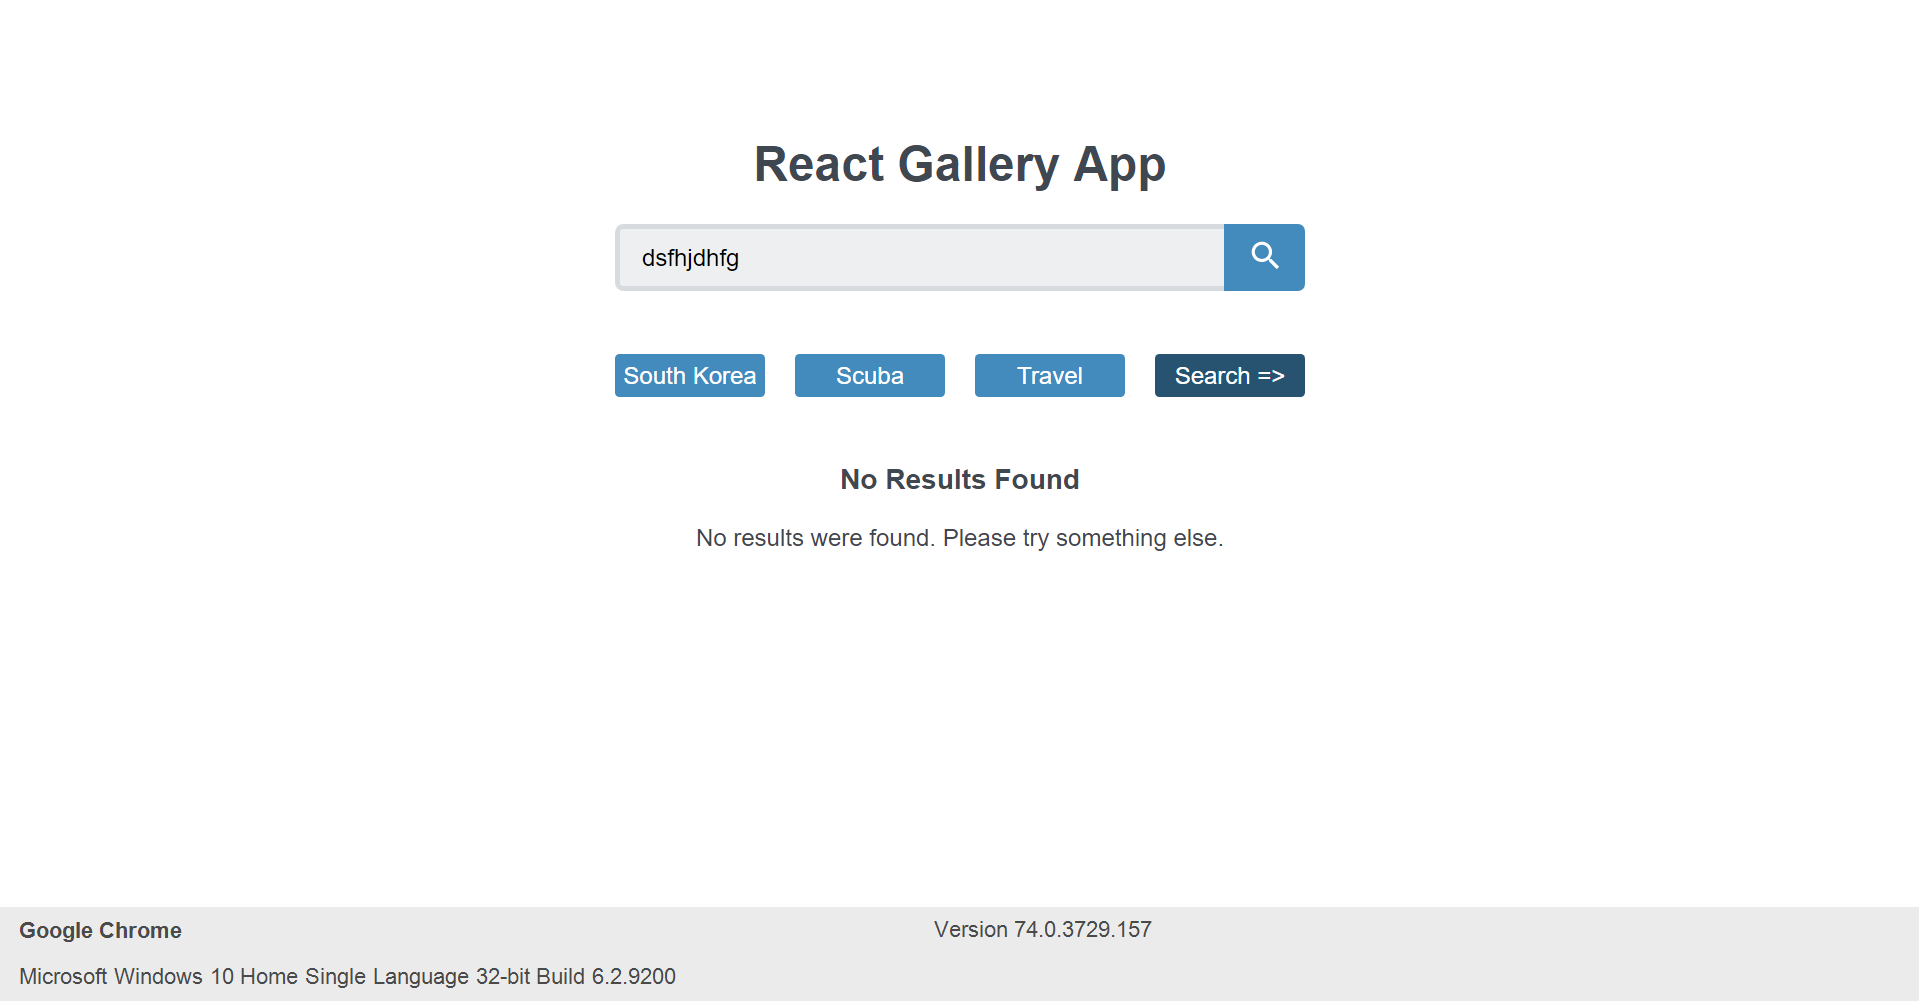 React Gallery App
dsfhjdhfg
South Korea Scuba Travel Search =>
No Results Found
No results were found. Please try something else.
Google Chrome Version 74.0.3729.157
Microsoft Windows 10 Home Single Language 32-bit Build 6.2.9200